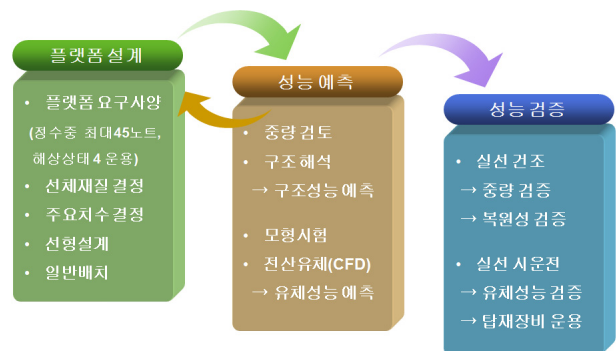 플랫폼 설계
• 플랫폼 요구사양
(정수중 최대45노트,
해상상태 4 운용)
• 선체재질 결정
• 주요치수결정
• 선형설계
• 일반배치
성능 예측
• 중량 검토
• 구조 해석
→ 구조성능 예측
• 모형시험
• 전산유체(CFD)
→ 유체성능 예측
성능 검증
• 실선 건조
→ 중량 검증
→ 복원성 검증
• 실선 시운전
→ 유체성능 검증
→ 탑재장비 운용